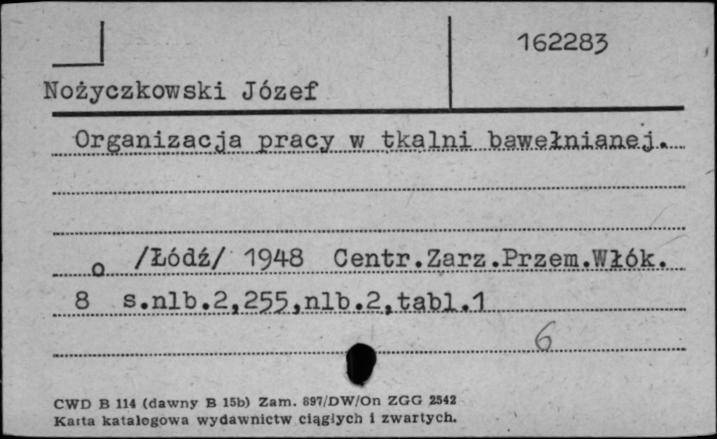 162283
Nożyczkowski Józef
Organizacja pracy w tkalni bawełnianej.
/Łódź/ 1948 Centr.Zarz.Przem.Włók.
8° s.nlb.2,255,nlb.2,tabl.1
6
CWD B 114 (dawny B 15b) Zam. 897/DW/On ZGG 2542
Karta katalogowa wydawnictw ciągłych i zwartych.